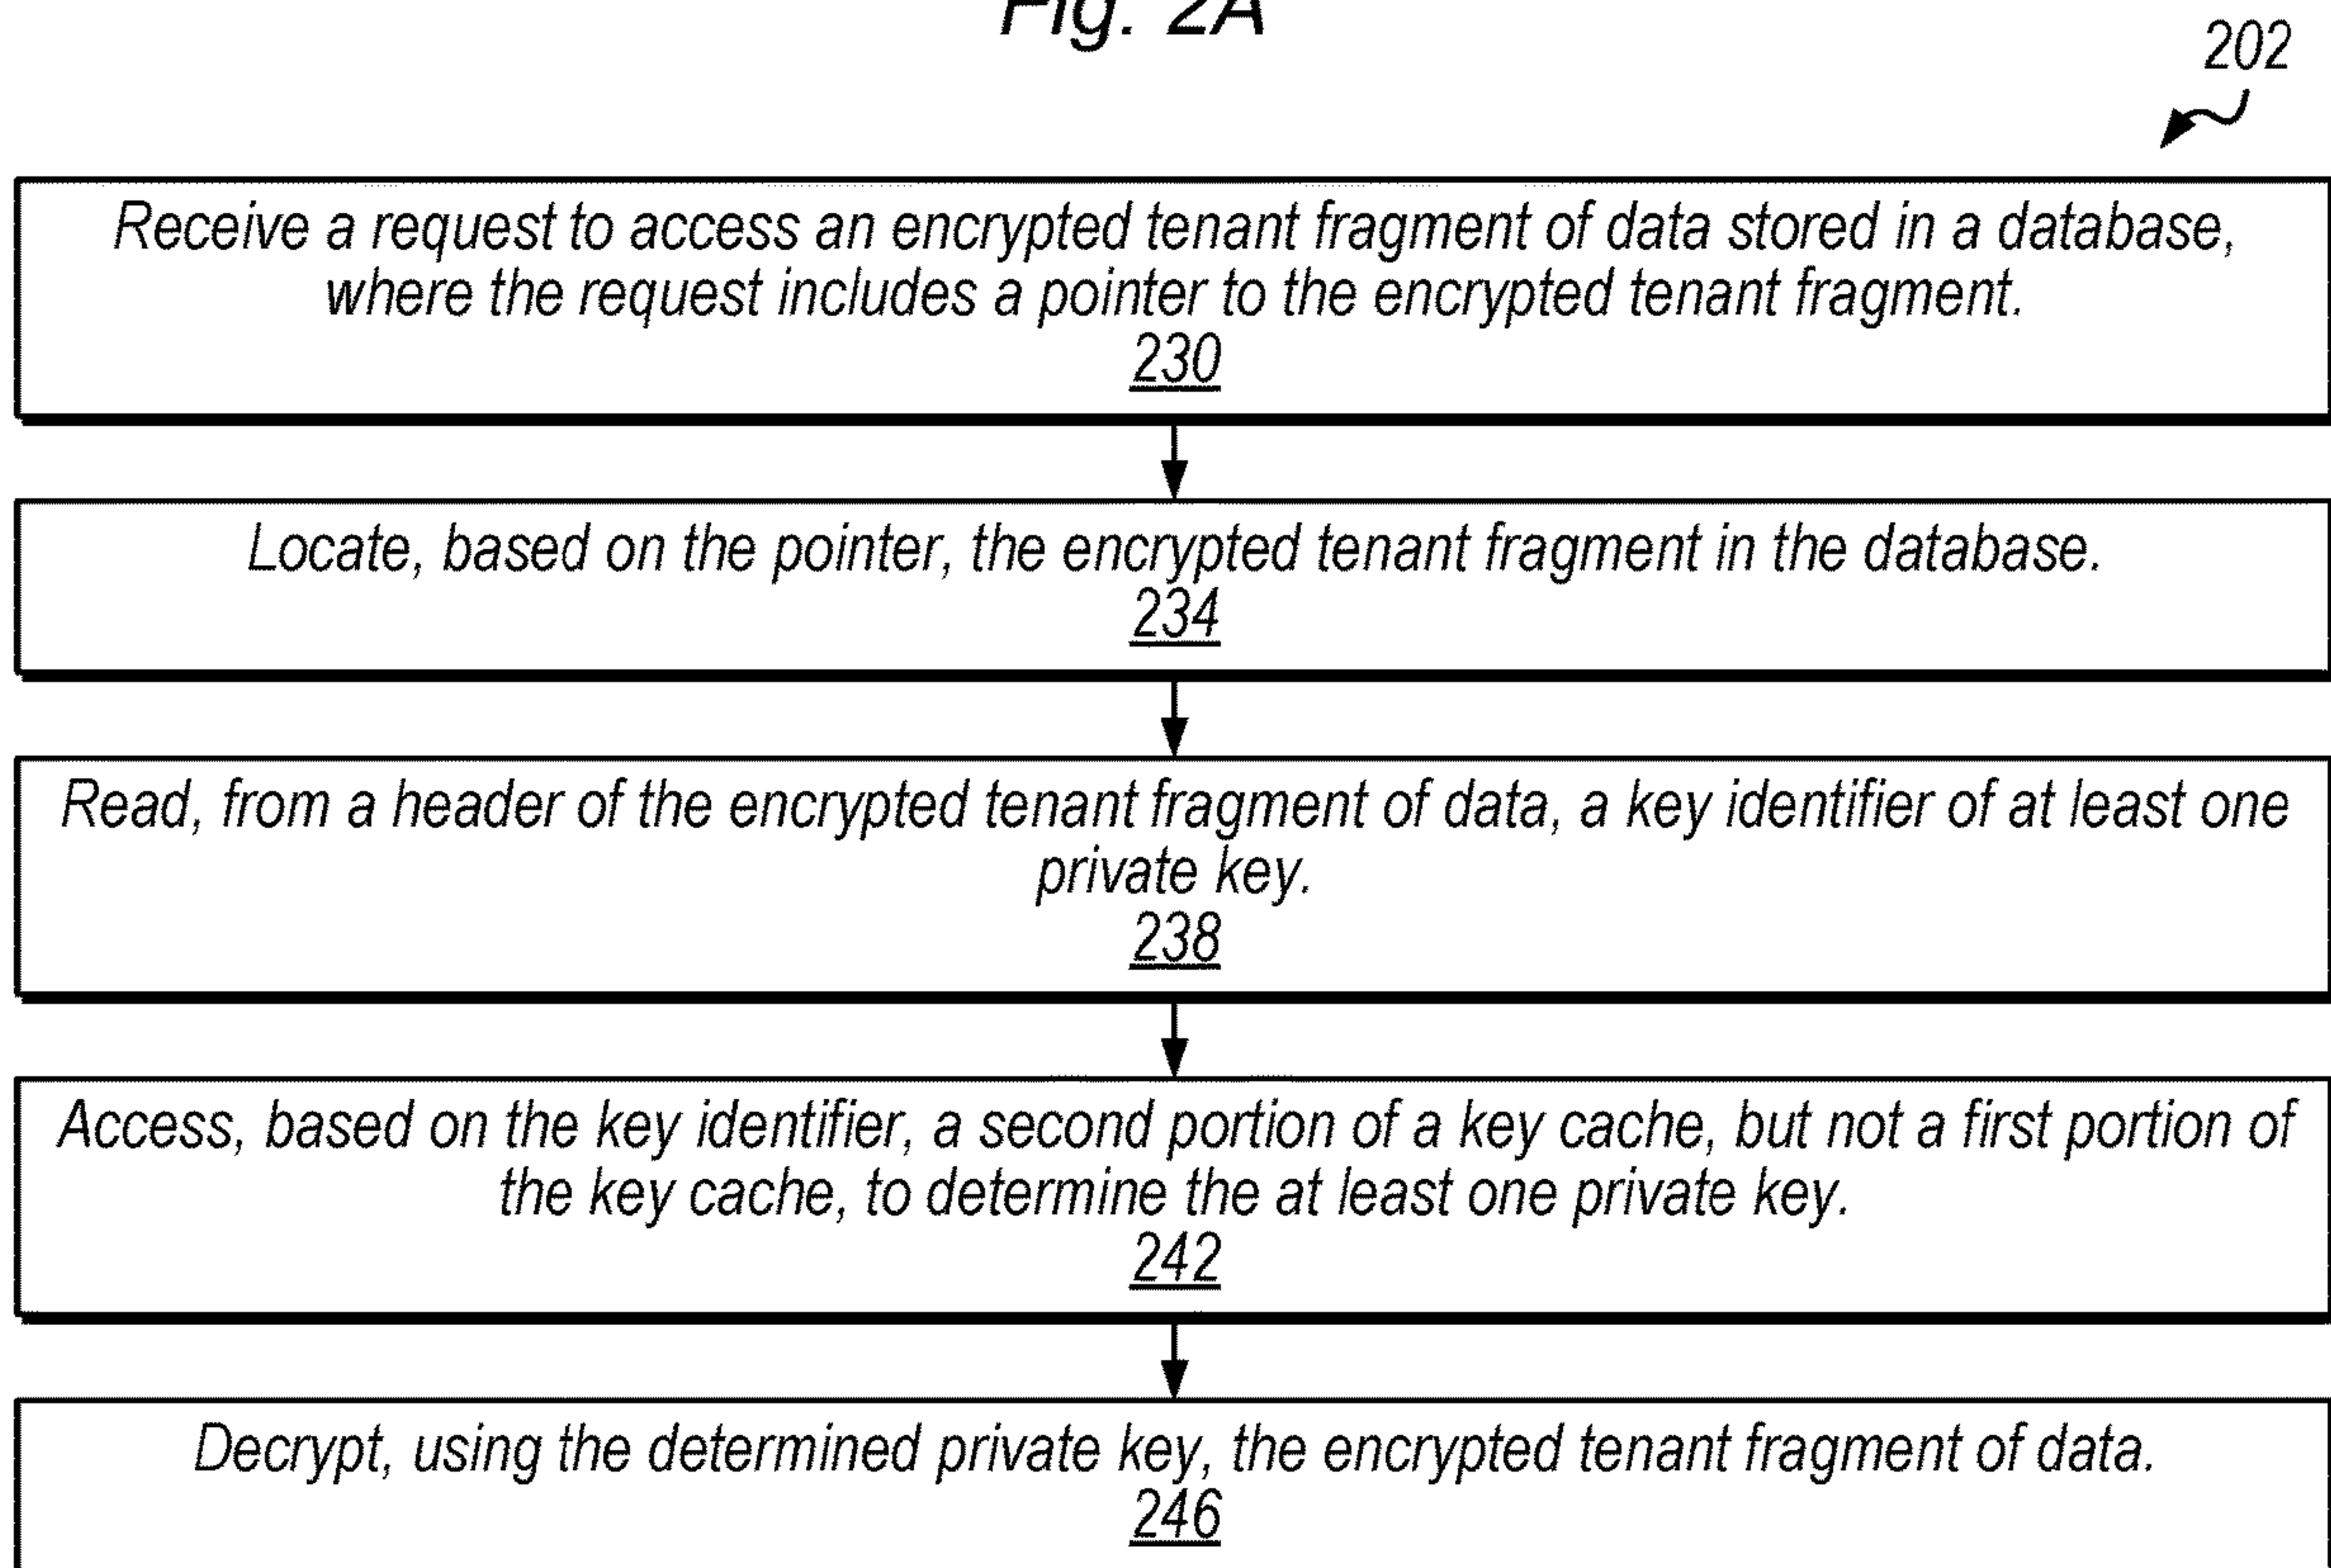 Fig. 2A
202
Receive a request to access an encrypted tenant fragment of data stored in a database,
where the request includes a pointer to the encrypted tenant fragment.
230
Locate, based on the pointer, the encrypted tenant fragment in the database.
234
Read, from a header of the encrypted tenant fragment of data, a key identifier of at least one
private key.
238
Access, based on the key identifier, a second portion of a key cache, but not a first portion of
the key cache, to determine the at least one private key.
242
Decrypt, using the determined private key, the encrypted tenant fragment of data.
246